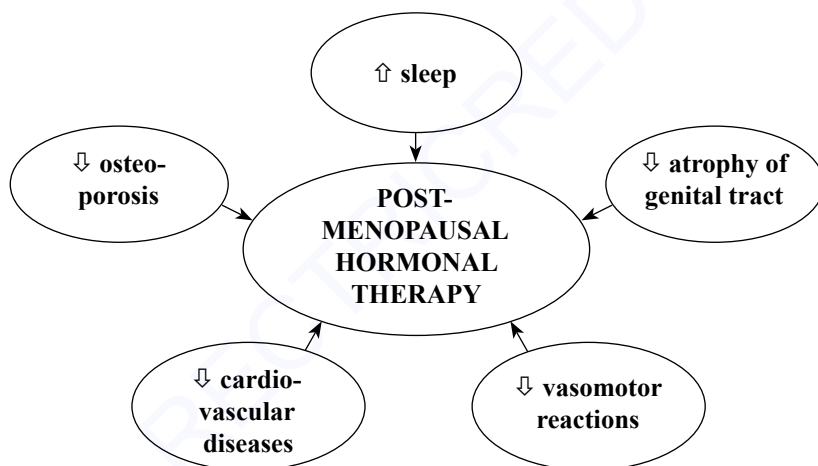 ⇧ sleep
⇩ osteo-
porosis
⇩ atrophy of
genital tract
POST-
MENOPAUSAL
HORMONAL
THERAPY
⇩ cardio-
vascular
diseases
⇩ vasomotor
reactions